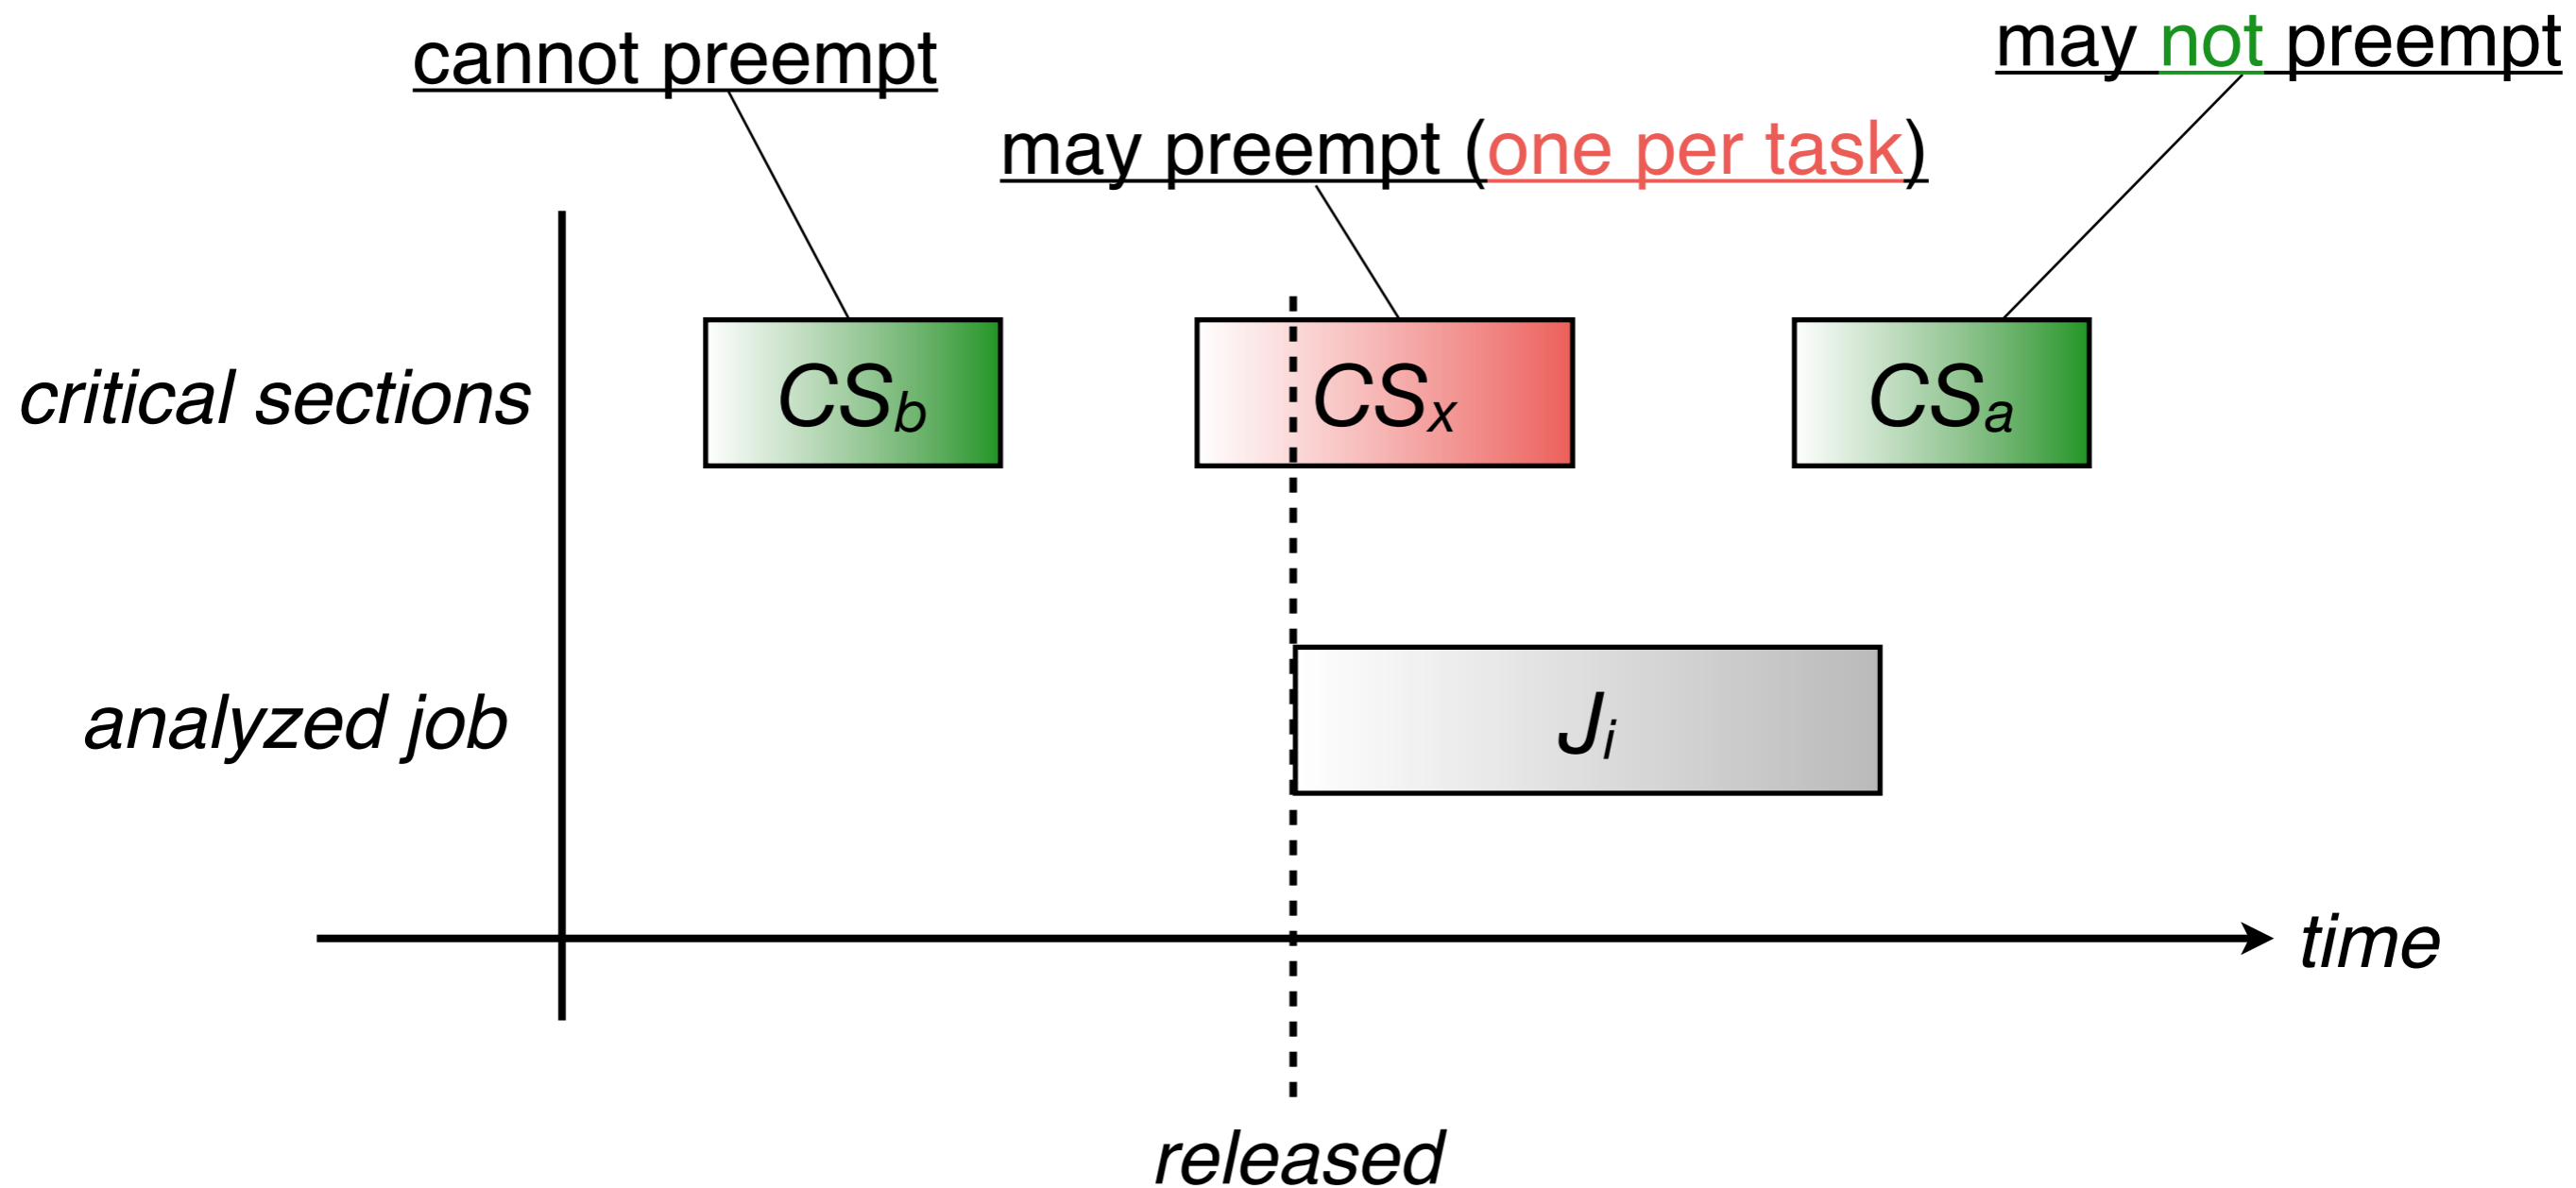 cannot preempt
may not preempt
may preempt (one per task)
critical sections
CSb
CSx
CSa
analyzed job
Ji
time
released